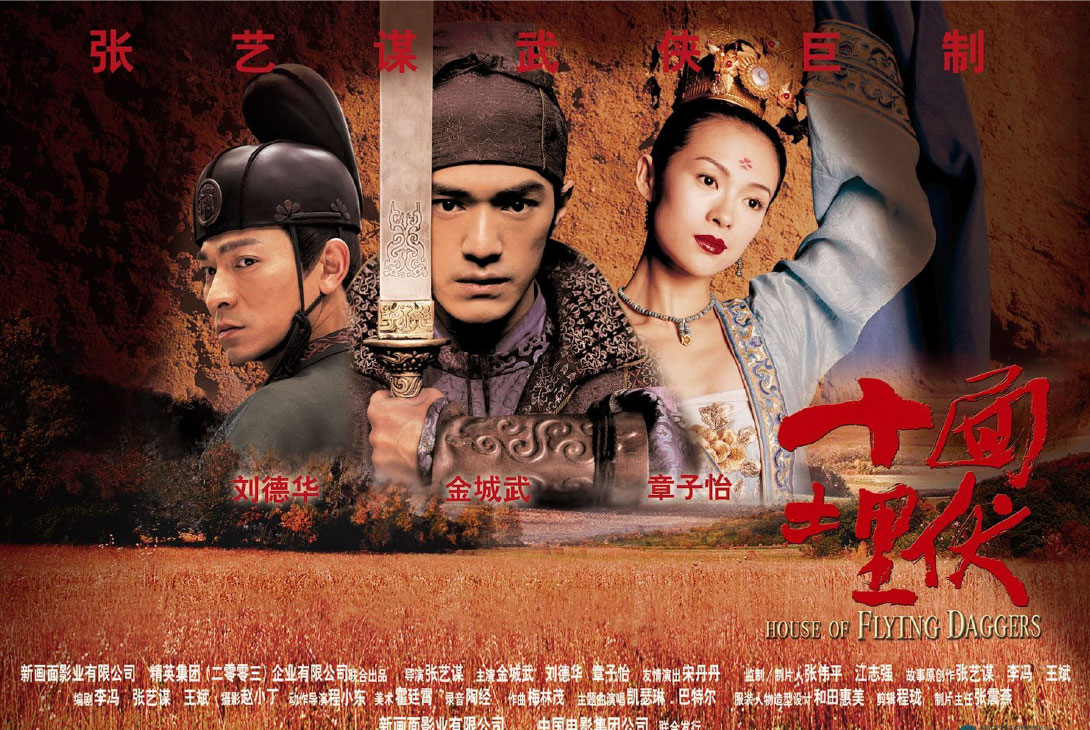 张艺谋武侠巨制
刘德华 金城武 章子怡
十面
埋伏
HOUSE OF FLYING DAGGERS
新画面影业有限公司 精英集团(二零零三)企业有限公司联合出品 导演张艺谋 主演金城武 刘德华 章子怡 友情演出宋丹丹 监制/制片人张伟平 江志强 故事原创作张艺谋 李冯 王斌
编剧李冯 张艺谋 王斌 摄影赵小丁 动作导演程小东 美术霍廷霄 录音陶经 作曲梅林茂 主题曲演唱凯瑟琳.巴特尔 服装人物造型设计和田惠美 剪辑程珑 制片主任张震燕
新画面影业有限公司 中国电影集团公司 联合发行